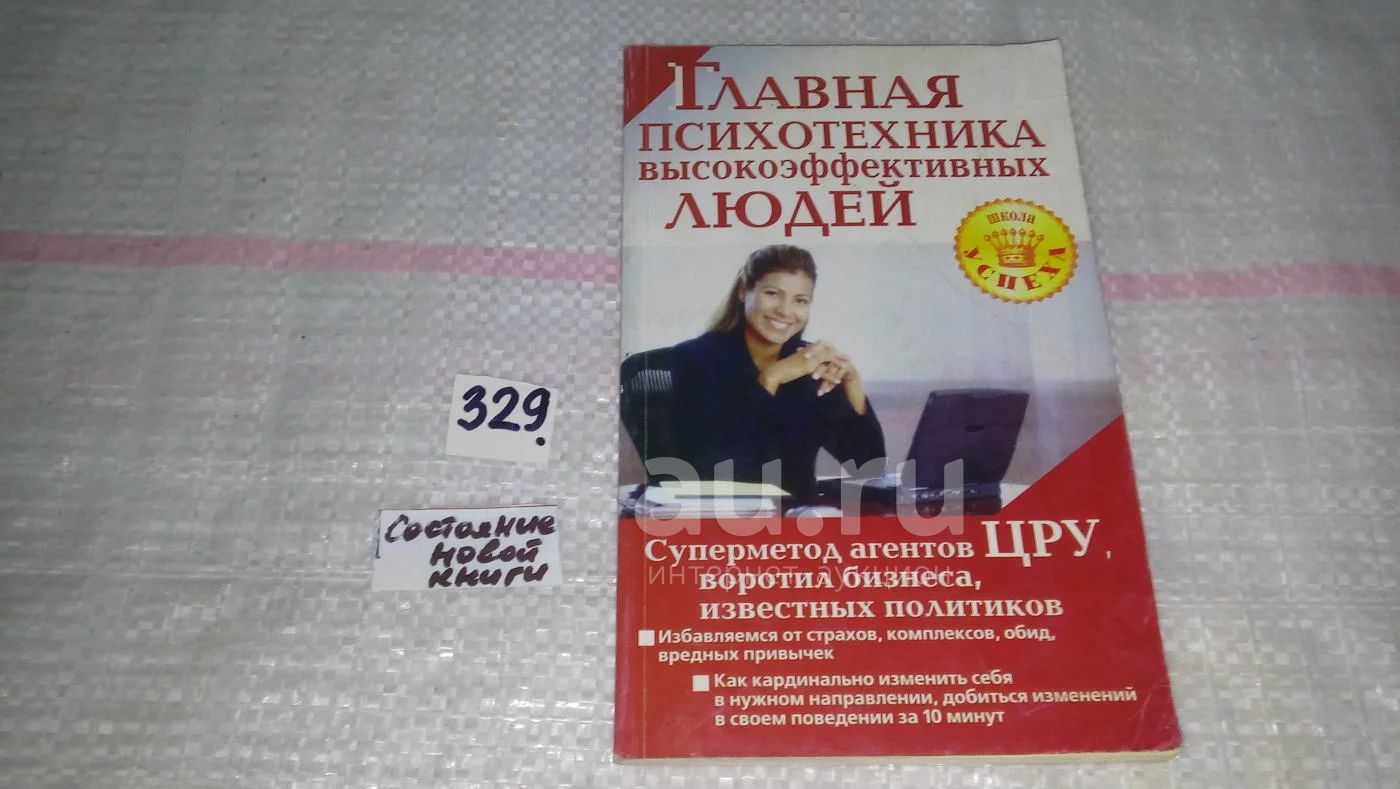 Главная
психотехника
высокоэффективных
людей
школа
успеха
329.
Состояние
новой
книги
au.ru
интернет аукцион
Суперметод агентов ЦРУ,
воротил бизнеса,
известных политиков
Избавляемся от страхов, комплексов, обид,
вредных привычек
Как кардинально изменить себя
в нужном направлении, добиться изменений
в своем поведении за 10 минут